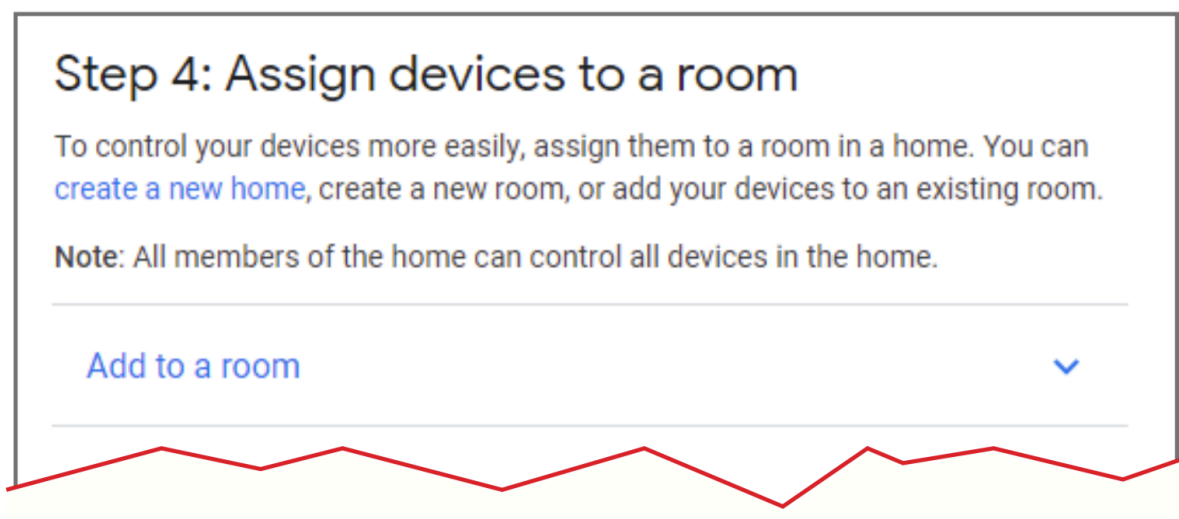 Step 4: Assign devices to a room
To control your devices more easily, assign them to a room in a home. You can
create a new home, create a new room, or add your devices to an existing room.
Note: All members of the home can control all devices in the home.
Add to a room